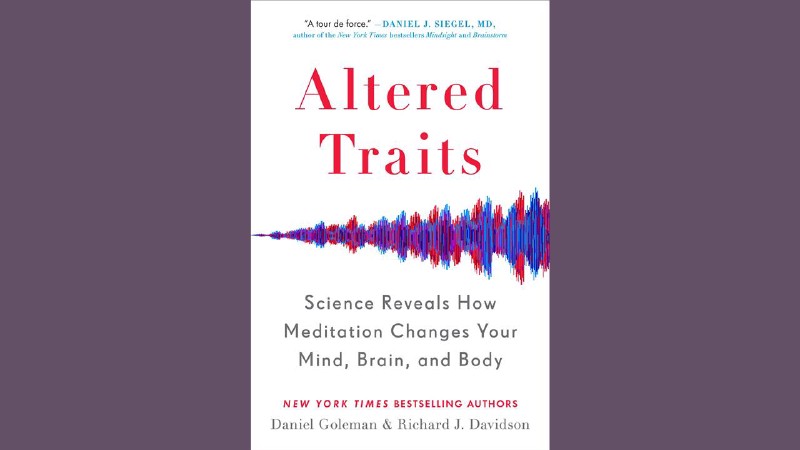 "A tour de force." —DANIEL J. SIEGEL, MD,
author of the New York Times bestsellers Mindsight and Brainstorm
Altered
Traits
Science Reveals How
Meditation Changes Your
Mind, Brain, and Body
NEW YORK TIMES BESTSELLING AUTHORS
Daniel Goleman & Richard J. Davidson